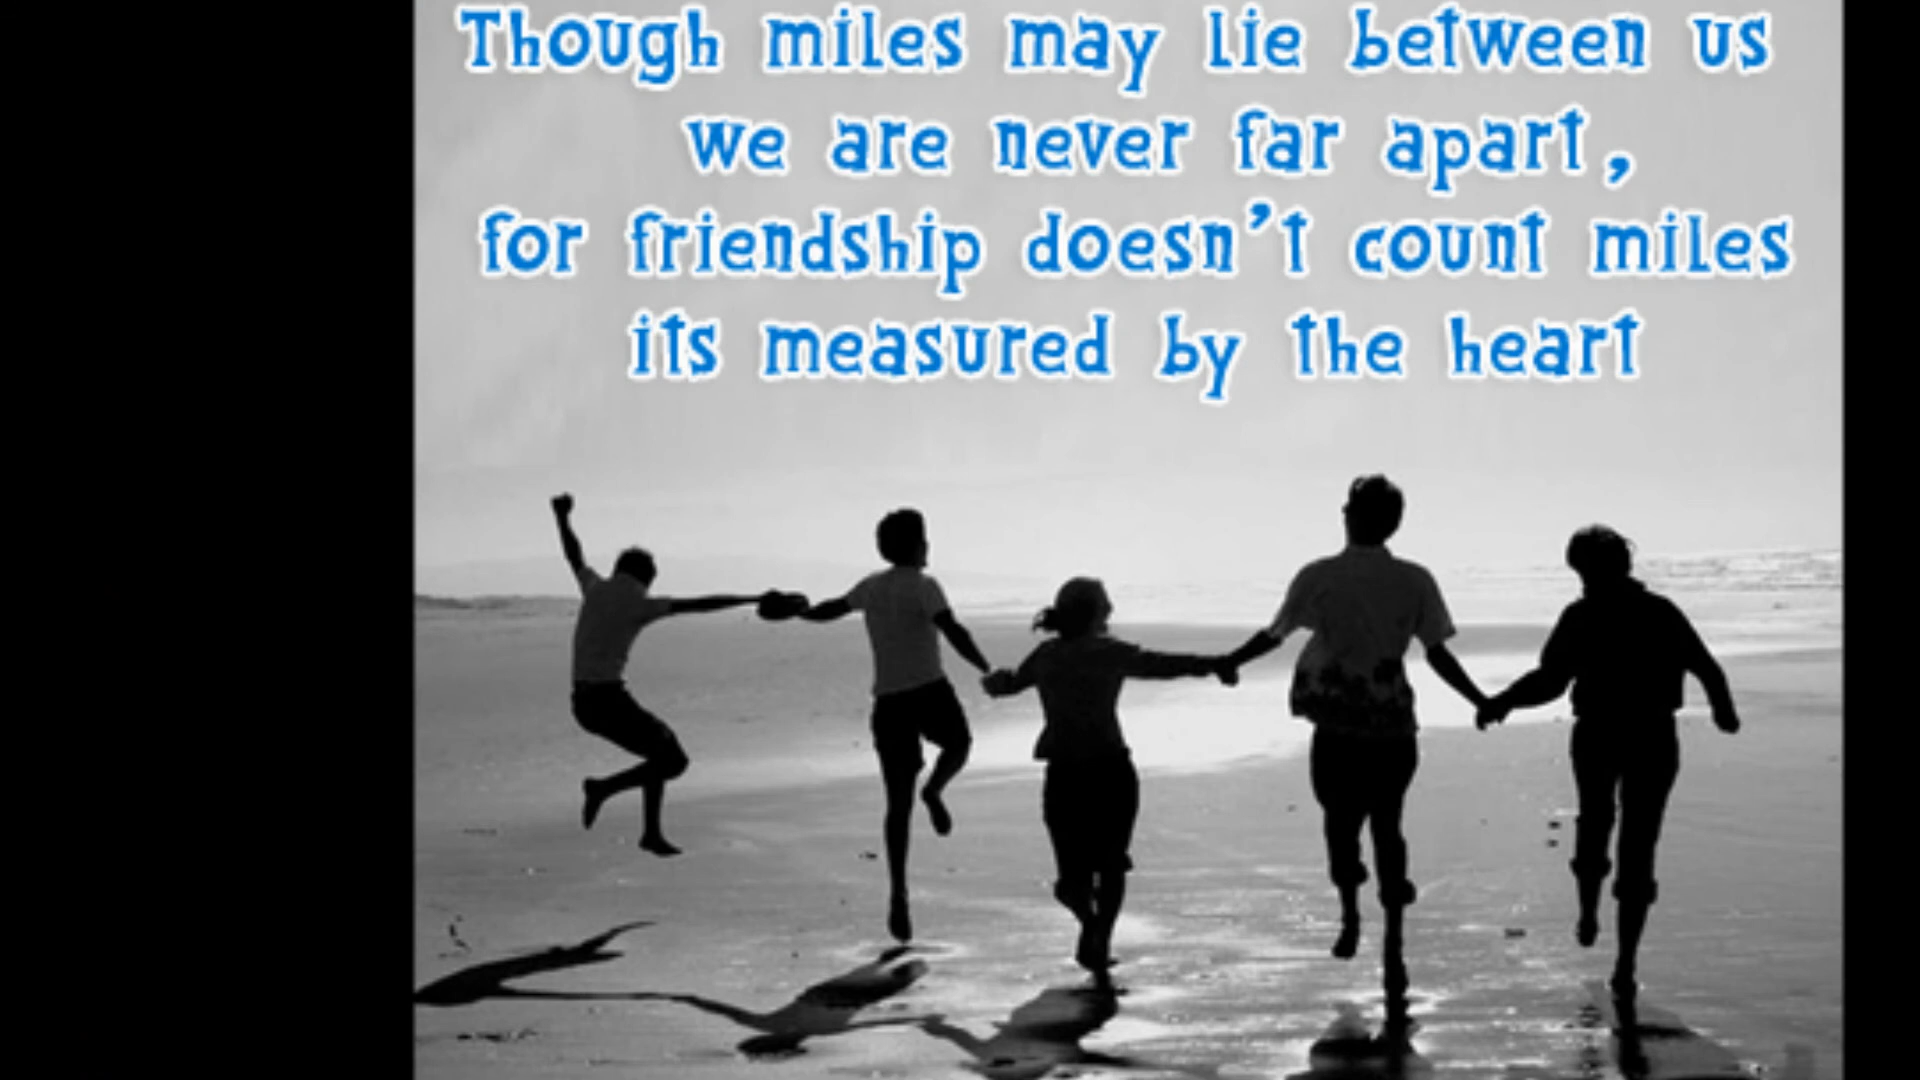 Though miles may lie between us
we are never far apart,
for friendship doesn't count miles
its measured by the heart